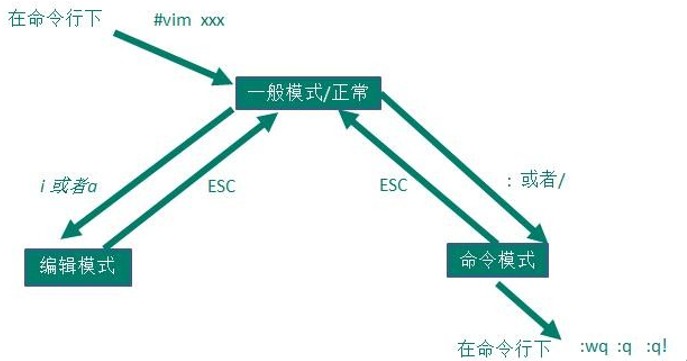 在命令行下 #vim xxx
一般模式/正常
i 或者a
ESC
ESC
: 或者/
编辑模式
命令模式
在命令行下 :wq :q :q!